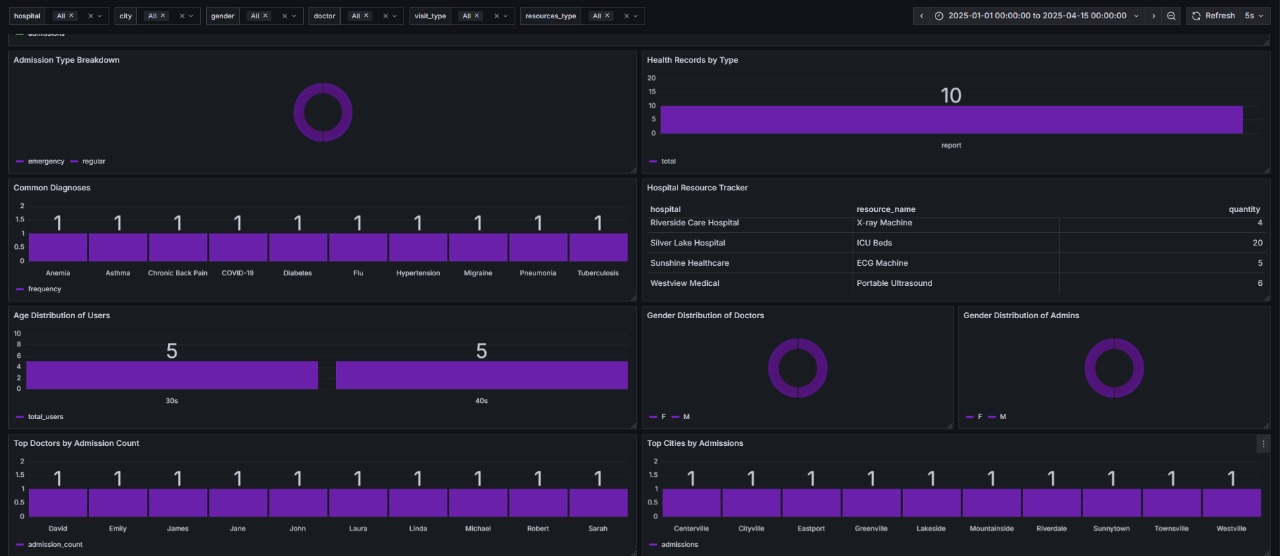 hospital All × × city All × × gender All × × doctor All × × visit_type All × × resources_type All × ×
2025-01-01 00:00:00 to 2025-04-15 00:00:00 Refresh 5s
admissions
Admission Type Breakdown
emergency regular
Health Records by Type
20
15
10
5
0
10
report
total
Common Diagnoses
2
1.5
1
0.5
0
1 1 1 1 1 1 1 1 1 1
Anemia Asthma Chronic Back Pain COVID-19 Diabetes Flu Hypertension Migraine Pneumonia Tuberculosis
frequency
Hospital Resource Tracker
hospital resource_name quantity
Riverside Care Hospital X-ray Machine 4
Silver Lake Hospital ICU Beds 20
Sunshine Healthcare ECG Machine 5
Westview Medical Portable Ultrasound 6
Age Distribution of Users
10
8
6
4
2
0
5 5
30s 40s
total_users
Gender Distribution of Doctors
F M
Gender Distribution of Admins
F M
Top Doctors by Admission Count
2
1.5
1
0.5
0
1 1 1 1 1 1 1 1 1 1
David Emily James Jane John Laura Linda Michael Robert Sarah
admission_count
Top Cities by Admissions
2
1.5
1
0.5
0
1 1 1 1 1 1 1 1 1 1
Centerville Cityville Eastport Greenville Lakeside Mountainside Riverdale Sunnytown Townsville Westville
admissions